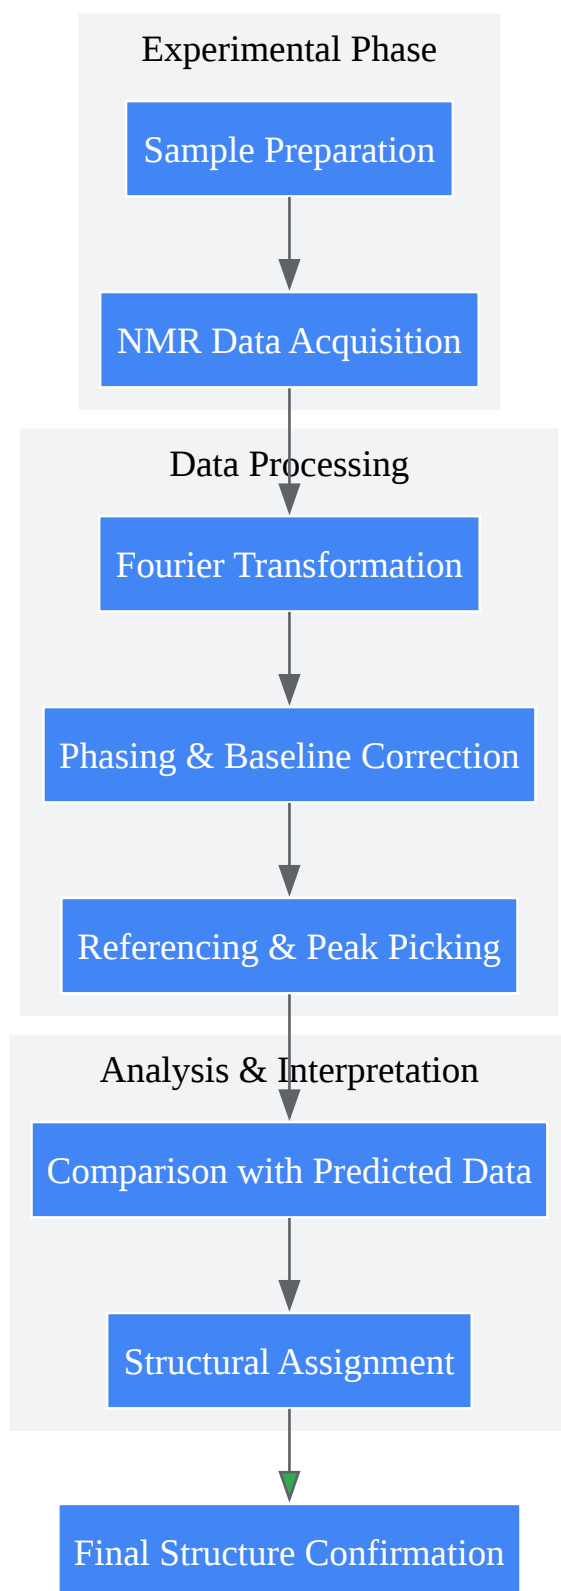 Experimental Phase
Sample Preparation
NMR Data Acquisition
Data Processing
Fourier Transformation
Phasing & Baseline Correction
Referencing & Peak Picking
Analysis & Interpretation
Comparison with Predicted Data
Structural Assignment
Final Structure Confirmation